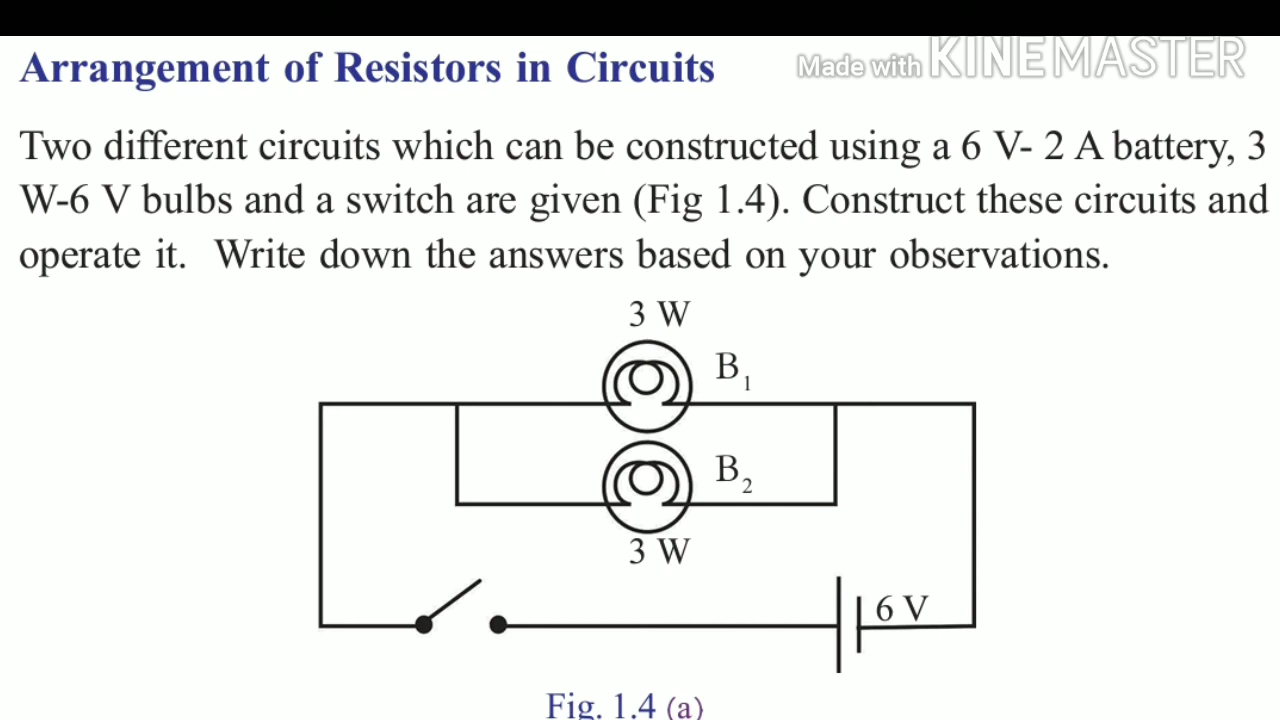 Arrangement of Resistors in Circuits
Made with KINEMASTER
Two different circuits which can be constructed using a 6 V- 2 A battery, 3
W-6 V bulbs and a switch are given (Fig 1.4). Construct these circuits and
operate it. Write down the answers based on your observations.
3 W
B₁
B₂
3 W
6 V
Fig. 1.4 (a)